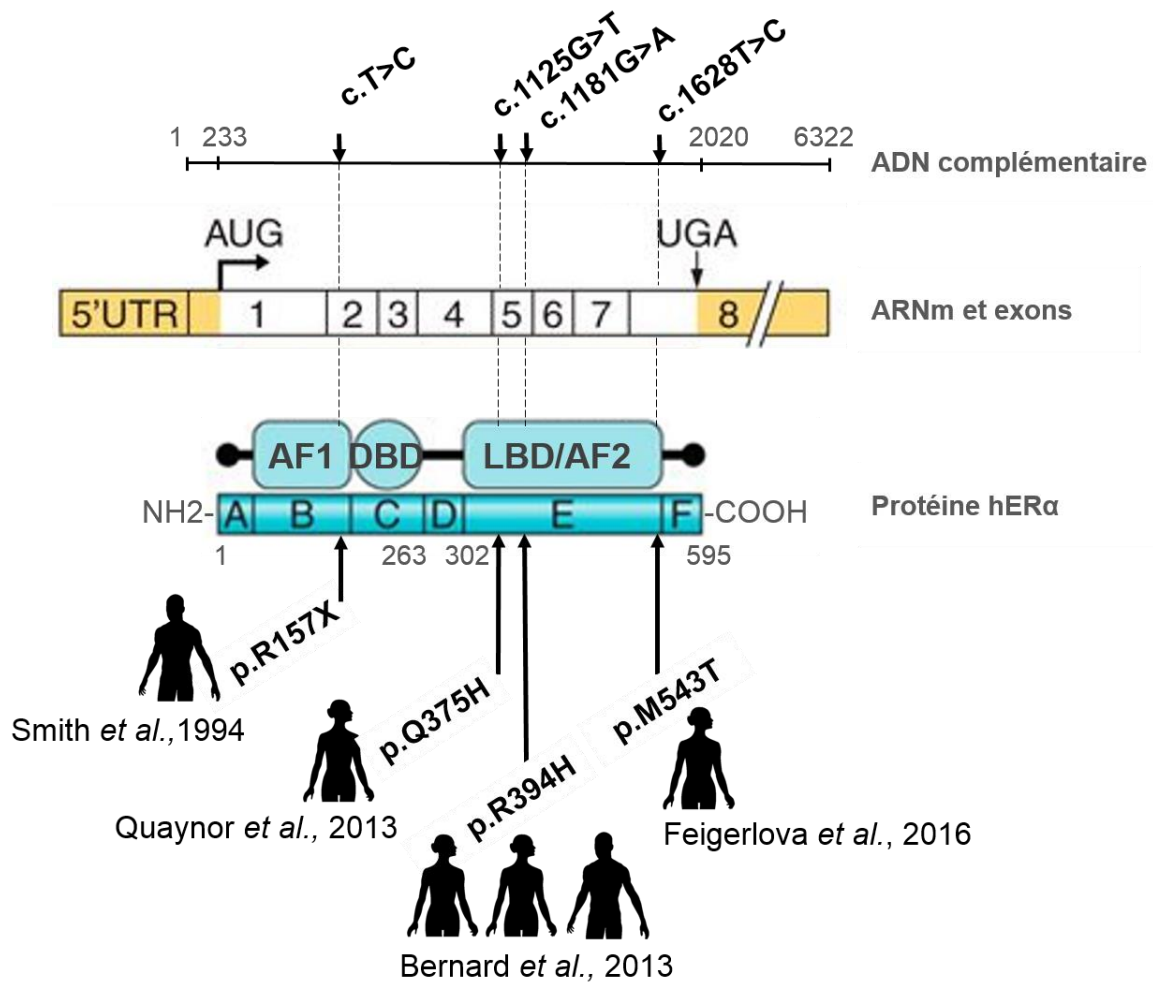 c.T>C
c.1125G>T
c.1181G>A
c.1628T>C
1 233 2020 6322
ADN complémentaire
AUG UGA
5'UTR 1 2 3 4 5 6 7 8
ARNm et exons
AF1 DBD LBD/AF2
NH2- A B C D E F -COOH
Protéine hERα
1 263 302 595
p.R157X
p.Q375H
p.R394H
p.M543T
Smith et al.,1994
Quaynor et al., 2013
Feigerlova et al., 2016
Bernard et al., 2013